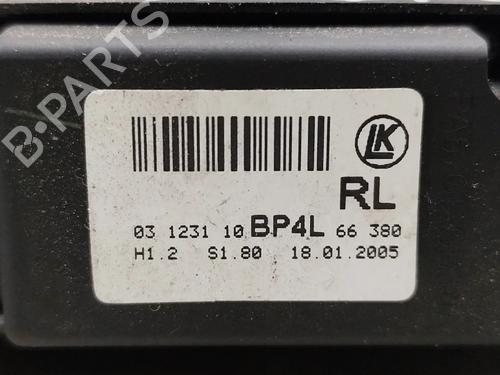 LK
RL
03 1231 10 BP4L 66 380
H1.2 S1.80 18.01.2005
B-PARTS